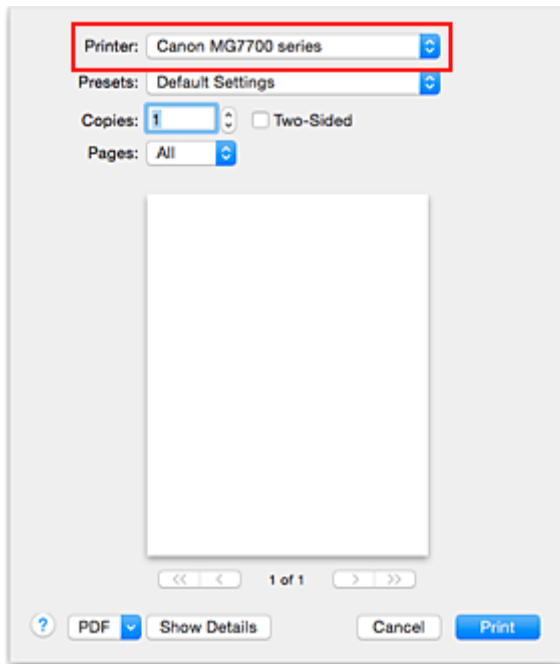 Printer: Canon MG7700 series
Presets: Default Settings
Copies: 1 Two-Sided
Pages: All
<< < 1 of 1 > >>
? PDF Show Details Cancel Print